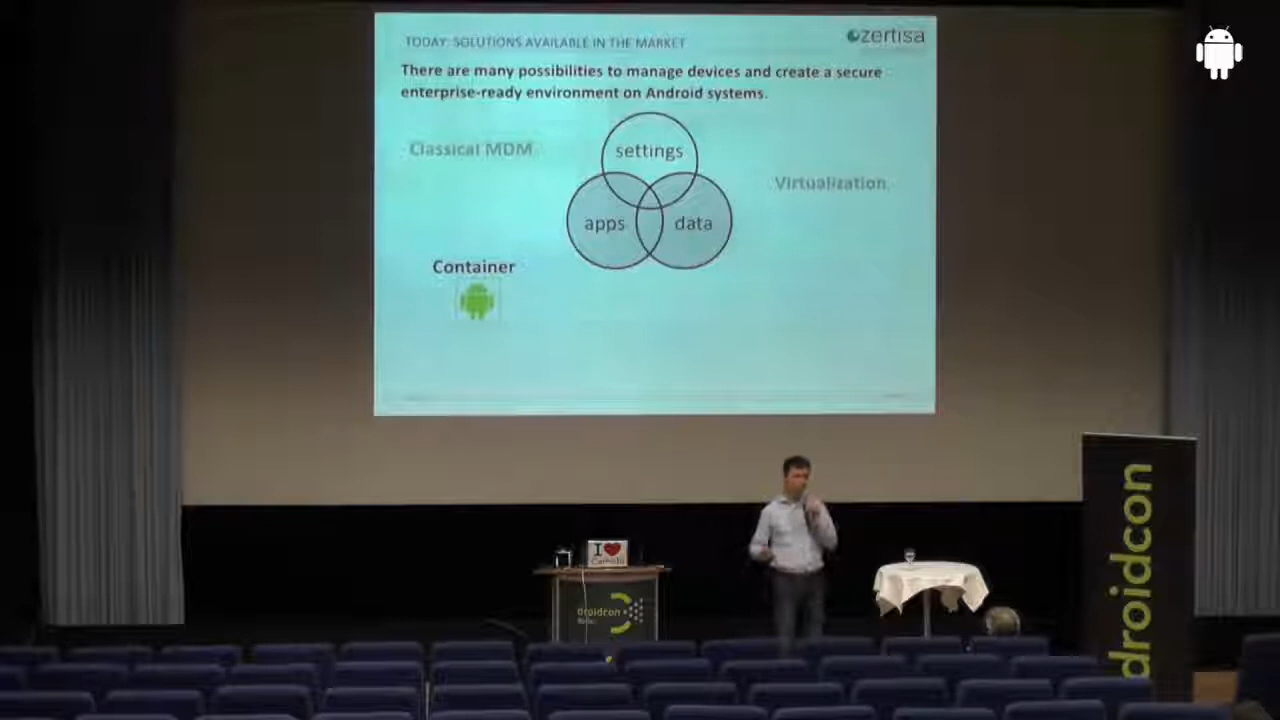 TODAY: SOLUTIONS AVAILABLE IN THE MARKET
zertisa
There are many possibilities to manage devices and create a secure
enterprise-ready environment on Android systems.
Classical MDM
settings
Virtualization
apps
data
Container
I
droidcon
droidcon